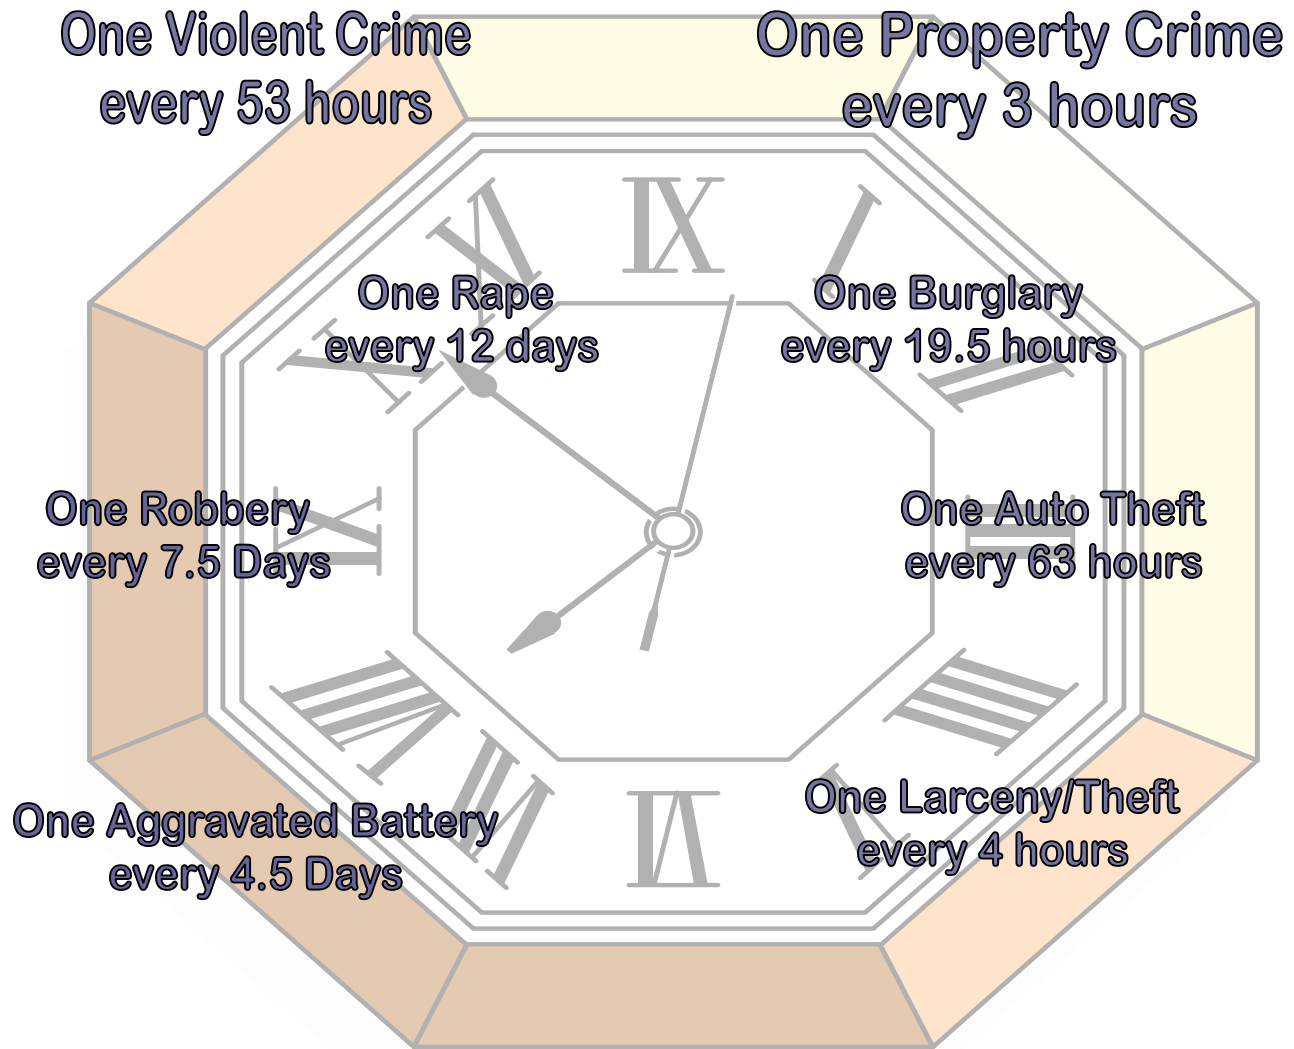 One Violent Crime
every 53 hours
One Property Crime
every 3 hours
One Rape
every 12 days
One Burglary
every 19.5 hours
One Robbery
every 7.5 Days
One Auto Theft
every 63 hours
One Aggravated Battery
every 4.5 Days
One Larceny/Theft
every 4 hours